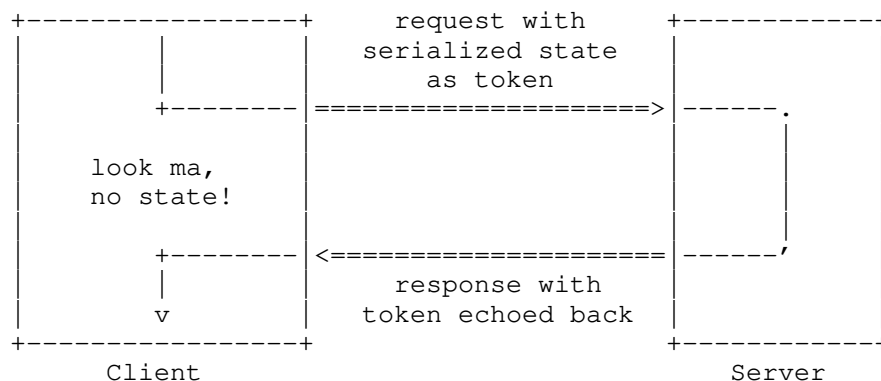 request with
serialized state
as token
look ma,
no state!
response with
token echoed back
Client
Server